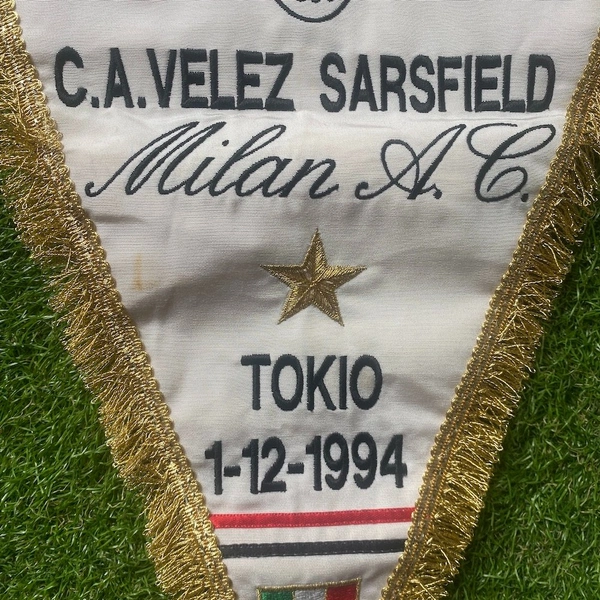 C.A.VELEZ SARSFIELD
Milan A.C.
TOKIO
1-12-1994